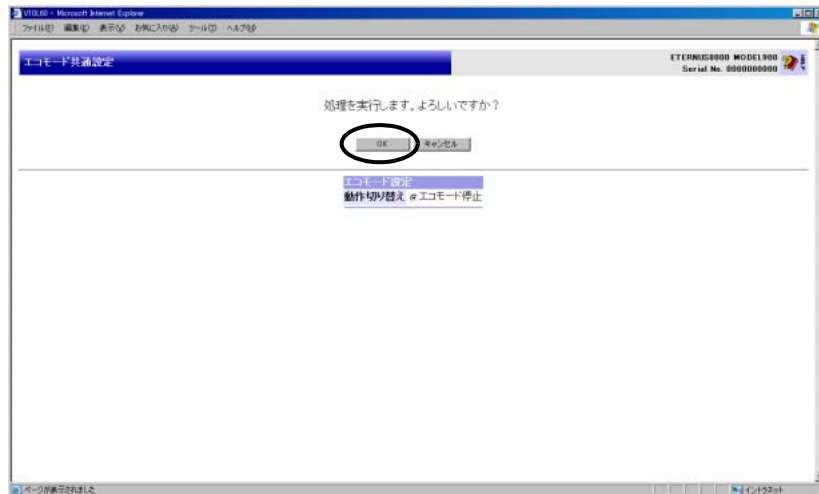 V10L60 - Microsoft Internet Explorer
ファイル(F) 編集(E) 表示(V) お気に入り(A) ツール(T) ヘルプ(H)
エコモード共通設定
ETERNUS8000 MODEL900
Serial No. 0000000000
処理を実行します。よろしいですか？
OK キャンセル
エコモード設定
動作切り替え エコモード停止
ページが表示されました
イントラネット